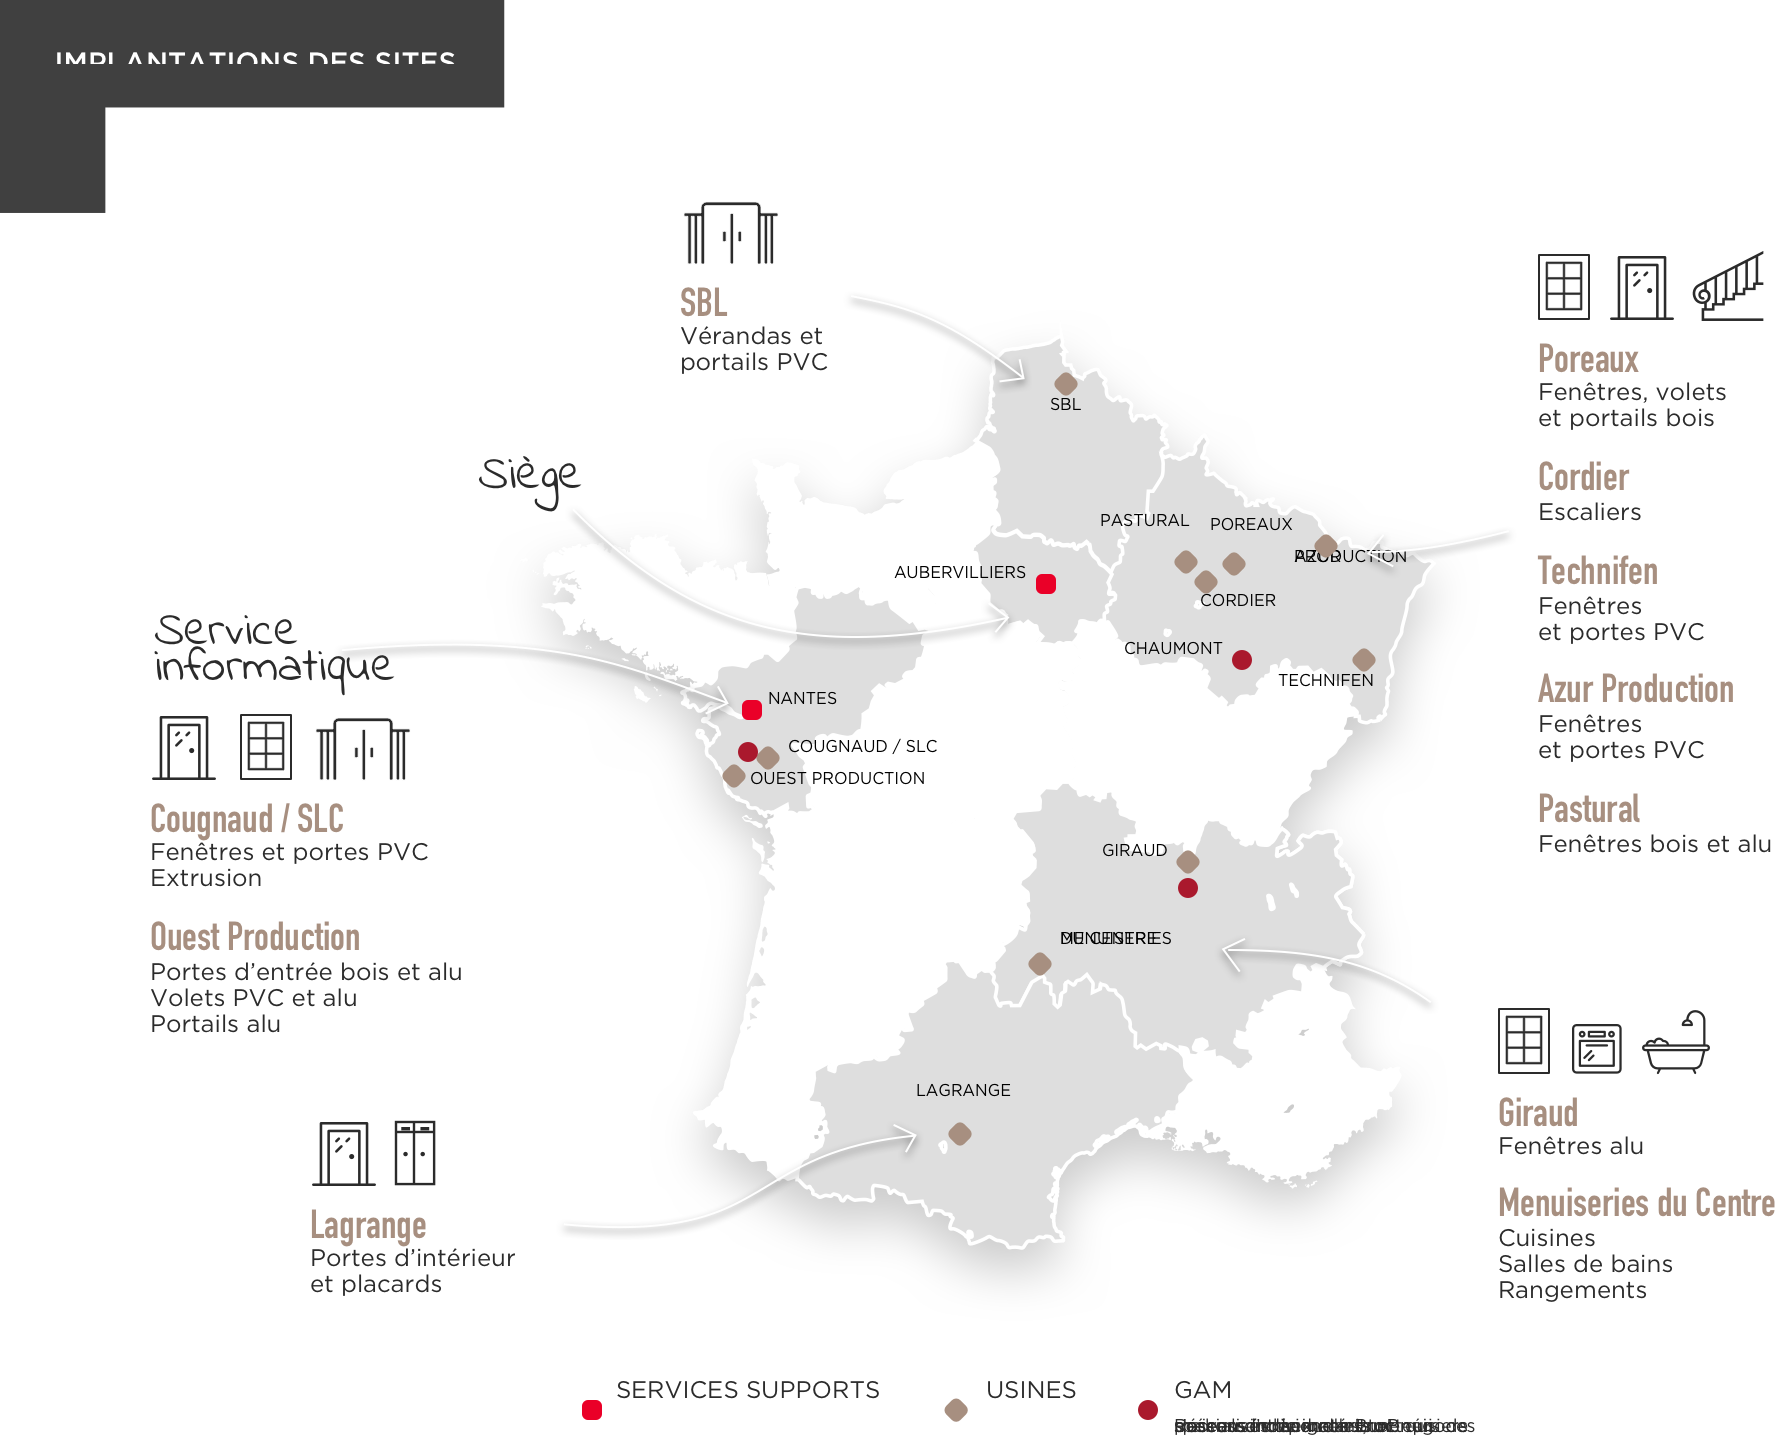 IMPLANTATIONS DES SITES
SBL
Vérandas et
portails PVC
Siège
Service
informatique
Cougnaud / SLC
Fenêtres et portes PVC
Extrusion
Ouest Production
Portes d’entrée bois et alu
Volets PVC et alu
Portails alu
Lagrange
Portes d’intérieur
et placards
SBL
PASTURAL
POREAUX
AZUR
PRODUCTION
AUBERVILLIERS
CORDIER
CHAUMONT
TECHNIFEN
NANTES
COUGNAUD / SLC
OUEST PRODUCTION
GIRAUD
MENUISERIES
DU CENTRE
LAGRANGE
Poreaux
Fenêtres, volets
et portails bois
Cordier
Escaliers
Technifen
Fenêtres
et portes PVC
Azur Production
Fenêtres
et portes PVC
Pastural
Fenêtres bois et alu
Giraud
Fenêtres alu
Menuiseries du Centre
Cuisines
Salles de bains
Rangements
SERVICES SUPPORTS
USINES
GAM